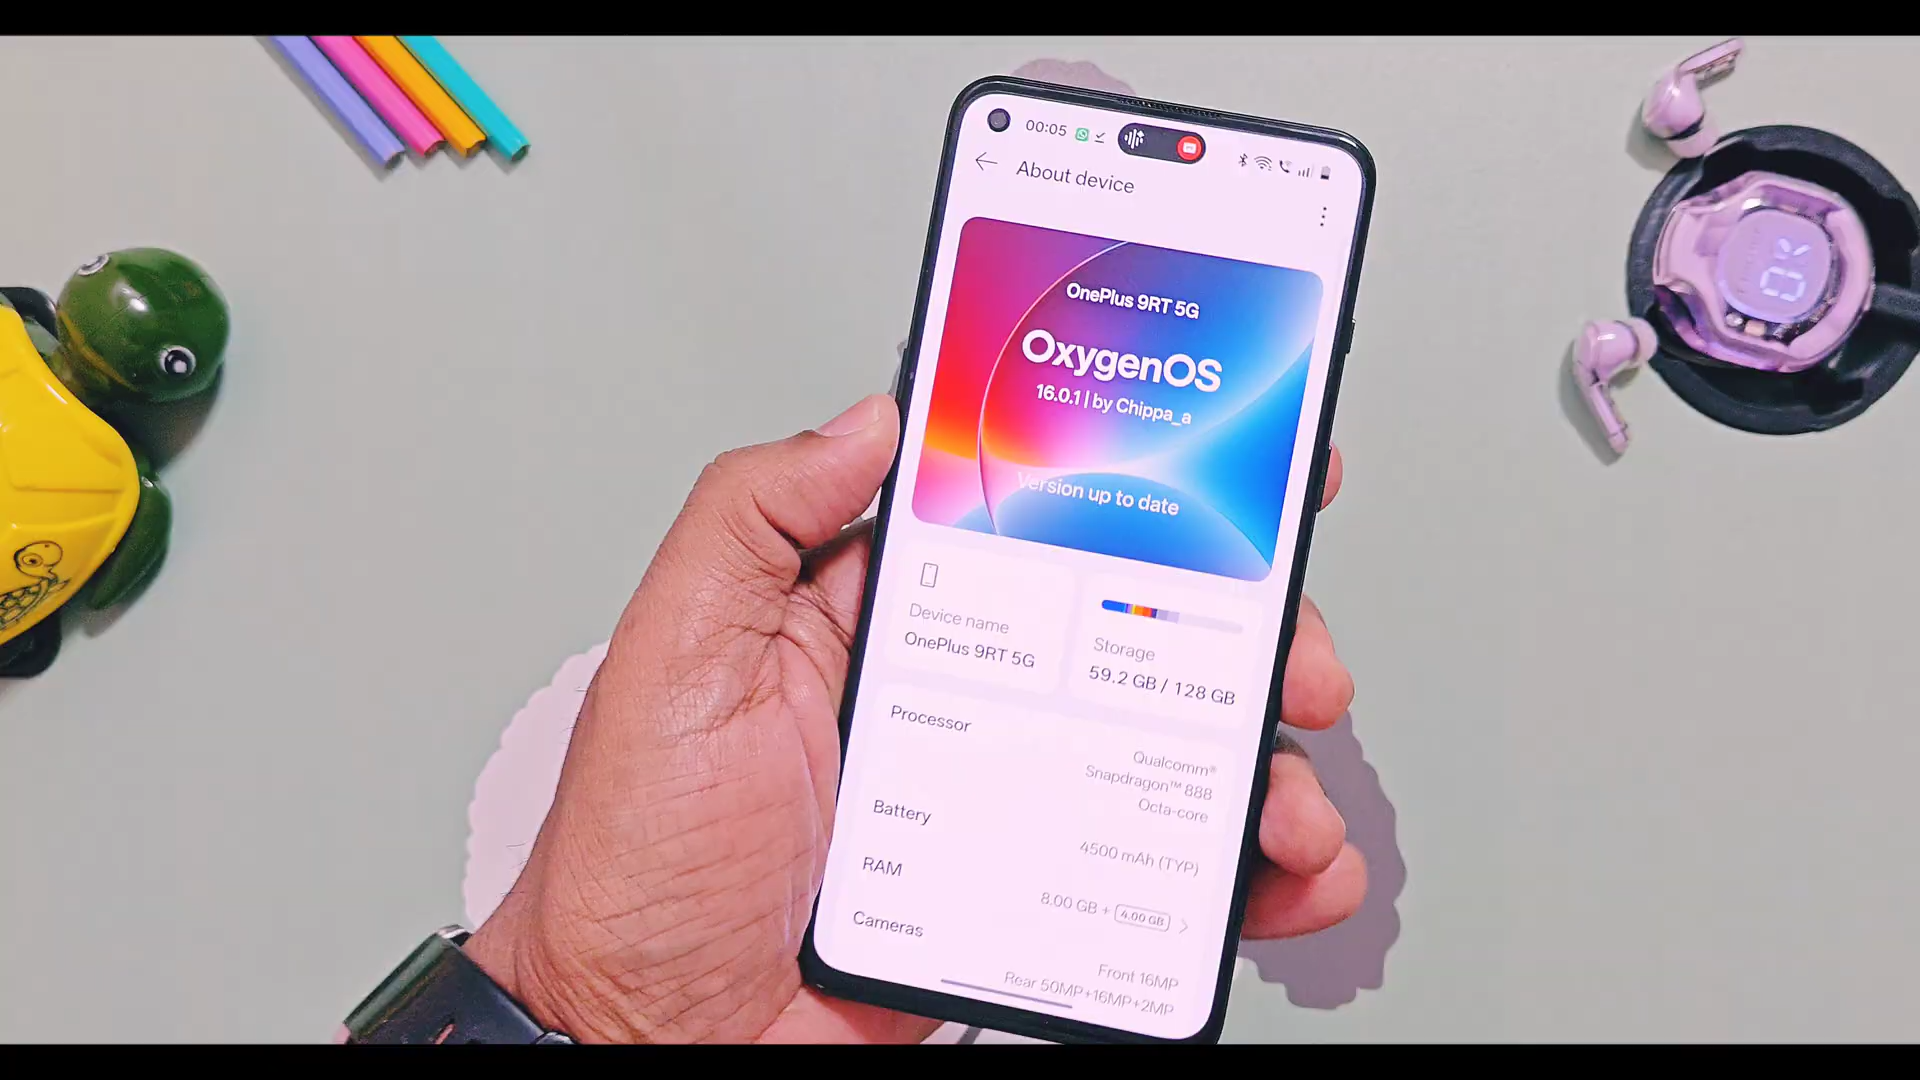 00:05
About device
OnePlus 9RT 5G
OxygenOS
16.0.1 | by Chippa_a
Version up to date
Device name
OnePlus 9RT 5G
Storage
59.2 GB / 128 GB
Processor
Qualcomm®
Snapdragon™ 888
Octa-core
Battery
4500 mAh (TYP)
RAM
8.00 GB + 4.00 GB
Cameras
Front 16MP
Rear 50MP+16MP+2MP